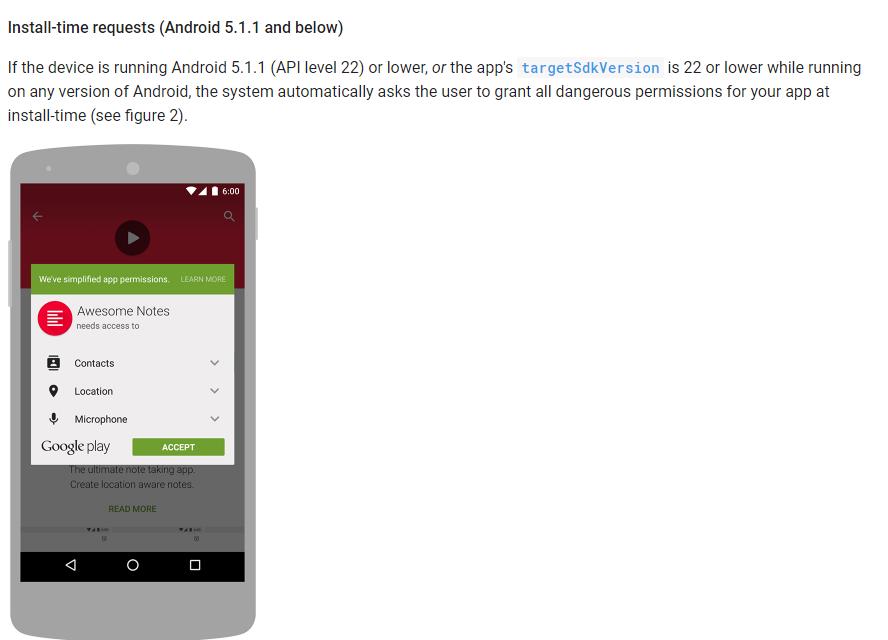 Install-time requests (Android 5.1.1 and below)
If the device is running Android 5.1.1 (API level 22) or lower, or the app's targetSdkVersion is 22 or lower while running
on any version of Android, the system automatically asks the user to grant all dangerous permissions for your app at
install-time (see figure 2).
6:00
We've simplified app permissions. LEARN MORE
Awesome Notes
needs access to
Contacts
Location
Microphone
Google play ACCEPT
The ultimate note taking app.
Create location aware notes.
READ MORE